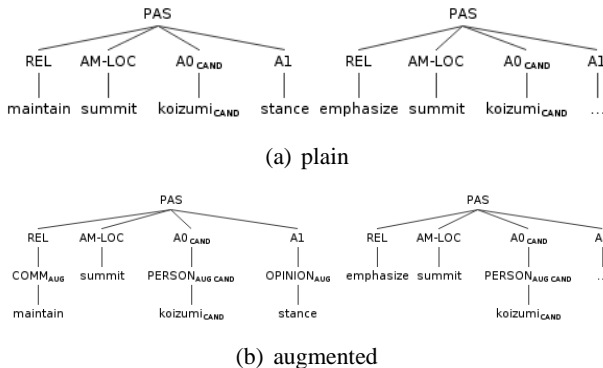 PAS PAS
REL AM-LOC A0CAND A1 REL AM-LOC A0CAND A1
maintain summit koizumiCAND stance emphasize summit koizumiCAND ...
(a) plain
PAS PAS
REL AM-LOC A0CAND A1 REL AM-LOC A0CAND A
COMMAUG summit PERSONAUG CAND OPINIONAUG emphasize summit PERSONAUG CAND ...
maintain koizumiCAND stance koizumiCAND
(b) augmented